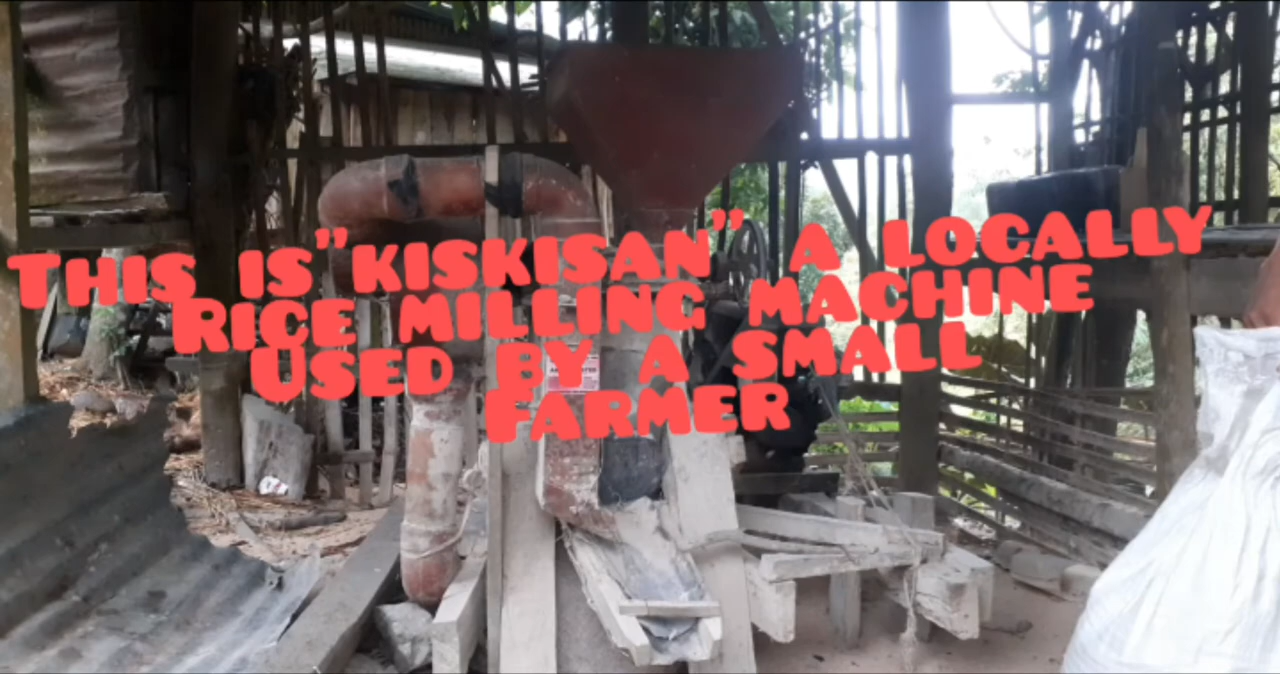 This is "kiskisan" a Locally
Rice milling machine
Used by a small
Farmer